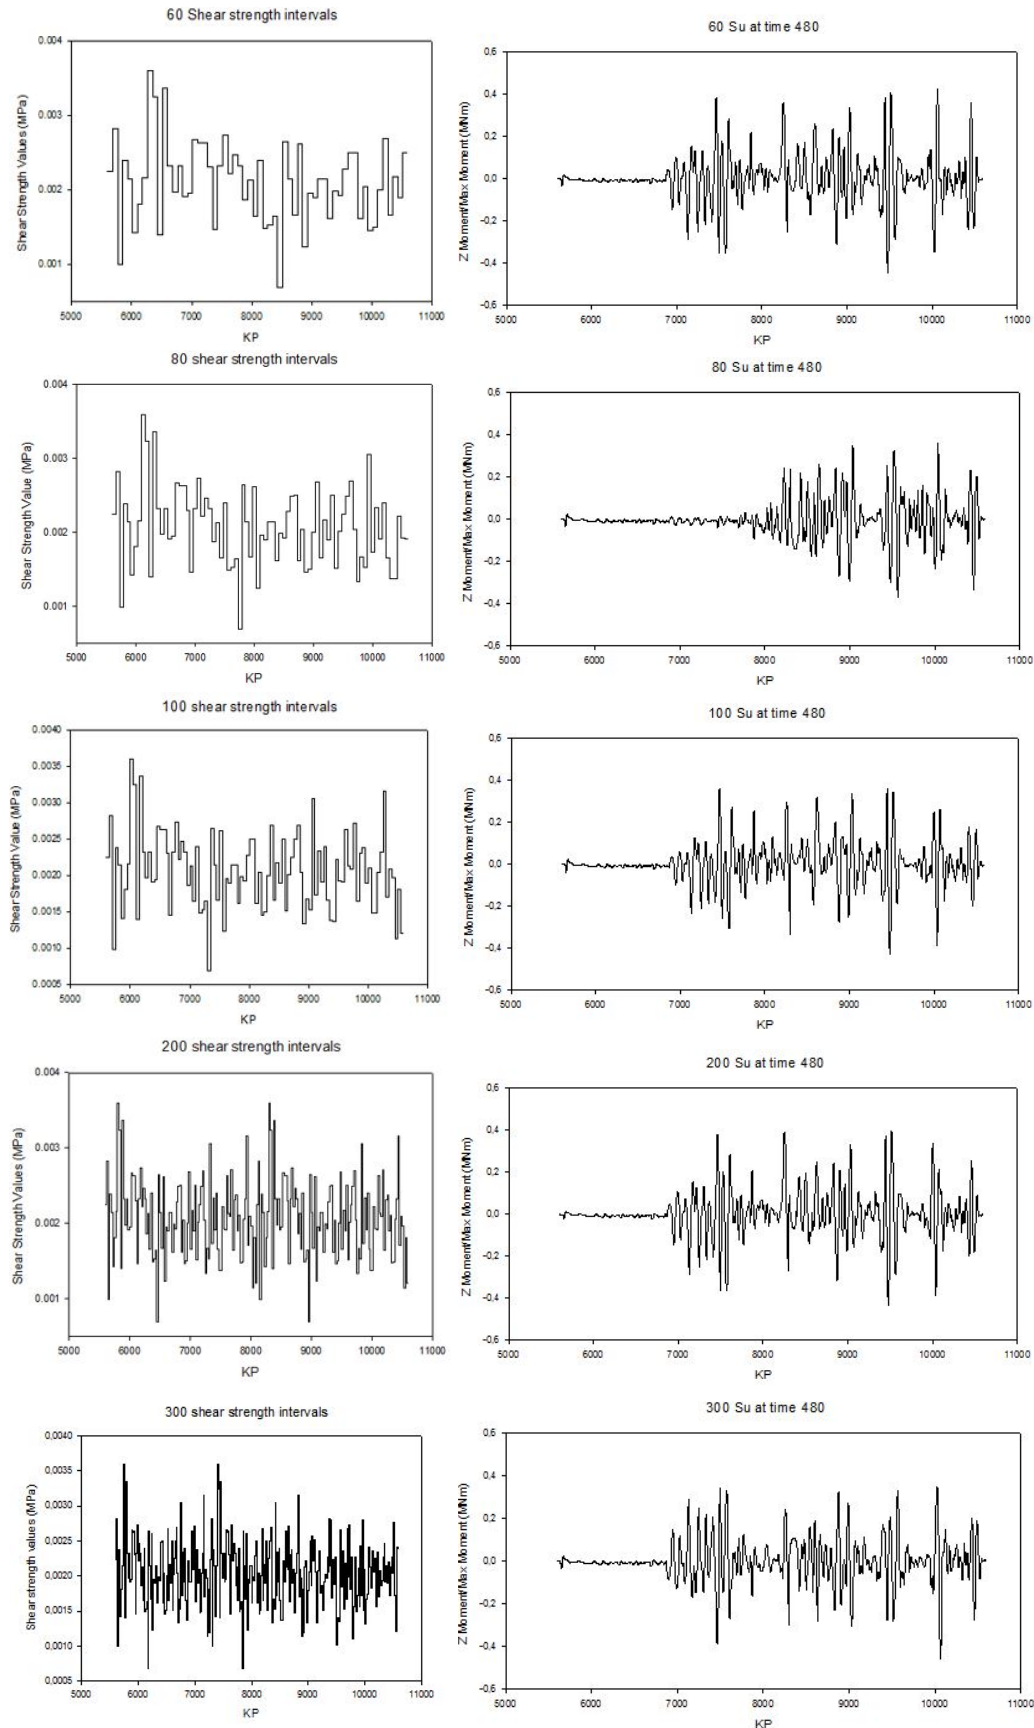 60 Shear strength intervals
0.004
0.003
0.002
0.001
Shear Strength Values (MPa)
5000 6000 7000 8000 9000 10000 11000
KP
60 Su at time 480
0,6
0,4
0,2
0,0
-0,2
-0,4
-0,6
Z Moment/Max Moment (MNm)
5000 6000 7000 8000 9000 10000 11000
KP
80 shear strength intervals
0.004
0.003
0.002
0.001
Shear Strength Value (MPa)
5000 6000 7000 8000 9000 10000 11000
KP
80 Su at time 480
0,6
0,4
0,2
0,0
-0,2
-0,4
-0,6
Z Moment/Max Moment (MNm)
5000 6000 7000 8000 9000 10000 11000
KP
100 shear strength intervals
0.0040
0.0035
0.0030
0.0025
0.0020
0.0015
0.0010
0.0005
Shear Strength Value (MPa)
5000 6000 7000 8000 9000 10000 11000
KP
100 Su at time 480
0,6
0,4
0,2
0,0
-0,2
-0,4
-0,6
Z Moment/Max Moment (MNm)
5000 6000 7000 8000 9000 10000 11000
KP
200 shear strength intervals
0.004
0.003
0.002
0.001
Shear Strength Values (MPa)
5000 6000 7000 8000 9000 10000 11000
KP
200 Su at time 480
0,6
0,4
0,2
0,0
-0,2
-0,4
-0,6
Z Moment/Max Moment (MNm)
5000 6000 7000 8000 9000 10000 11000
KP
300 shear strength intervals
0,0040
0,0035
0,0030
0,0025
0,0020
0,0015
0,0010
0,0005
Shear strength values (MPa)
5000 6000 7000 8000 9000 10000 11000
KP
300 Su at time 480
0,6
0,4
0,2
0,0
-0,2
-0,4
-0,6
Z Moment/Max Moment (MNm)
5000 6000 7000 8000 9000 10000 11000
KP